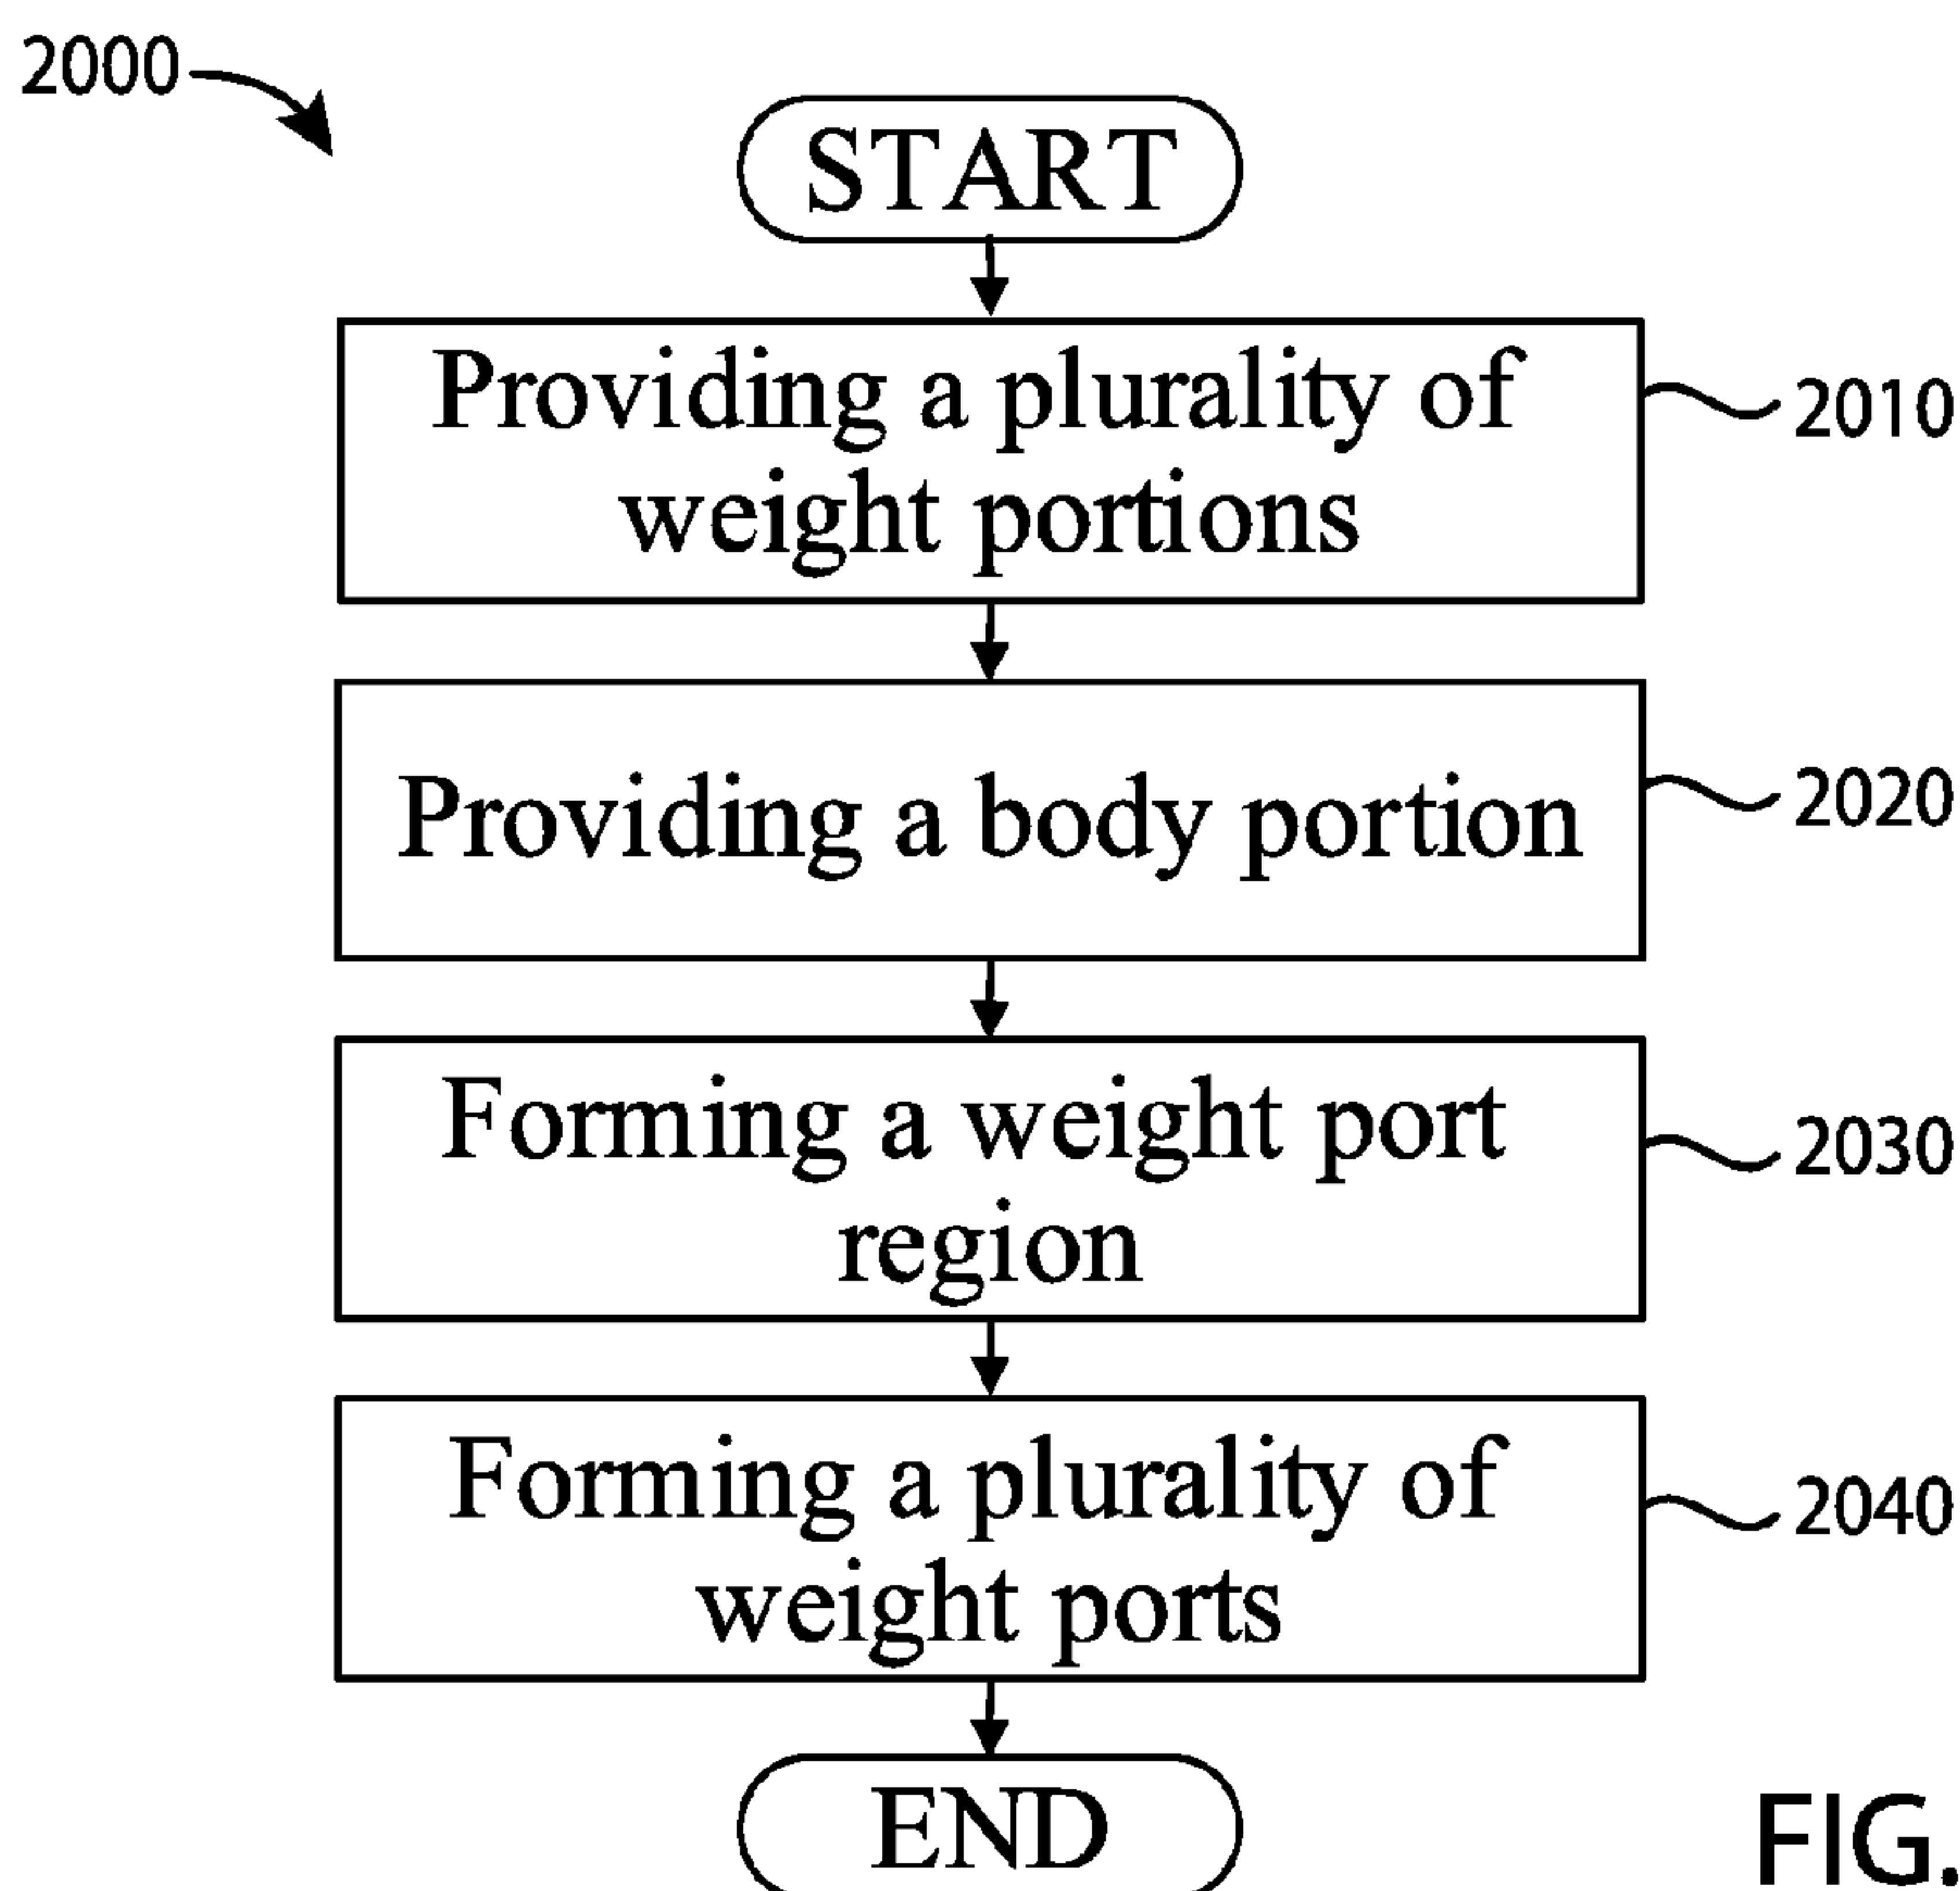 2000
START
Providing a plurality of
weight portions
2010
Providing a body portion
2020
Forming a weight port
region
2030
Forming a plurality of
weight ports
2040
END
FIG.